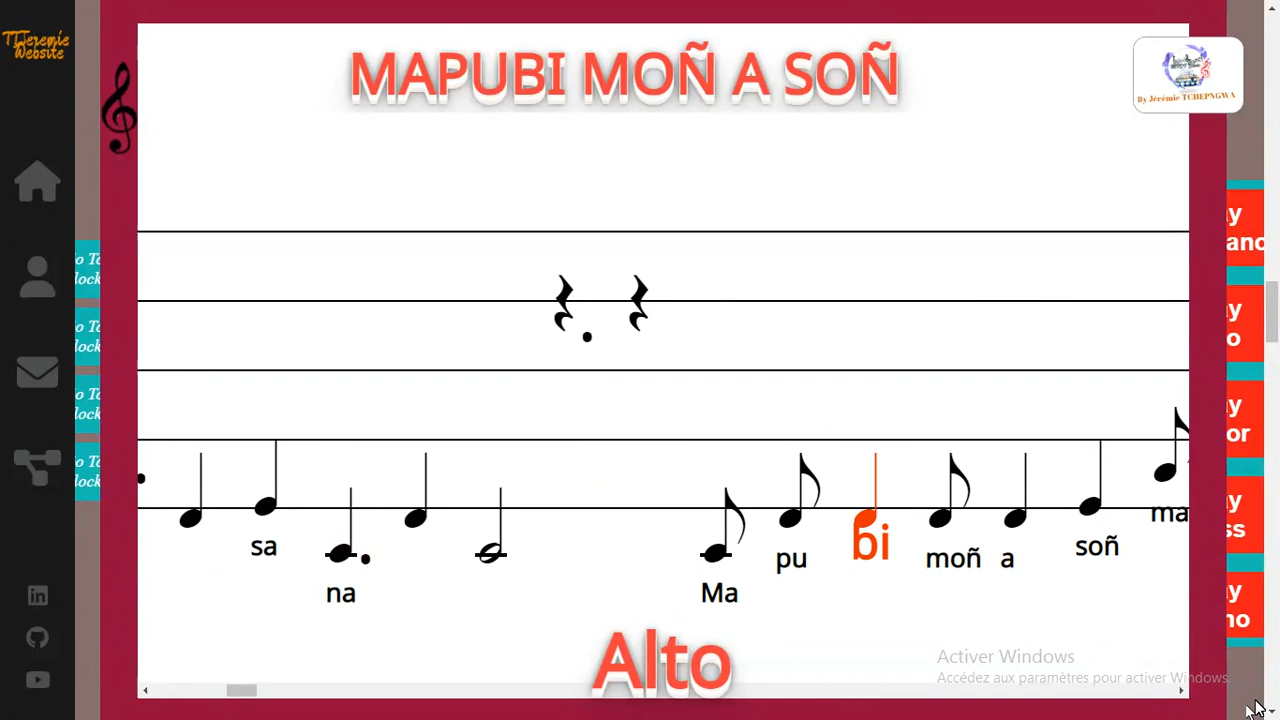 TTJeremie
Website
MAPUBI MOÑ A SOÑ
By Jérémie TCHEPNGWA
sa
na
Ma
pu
bi
moñ
a
soñ
ma
Alto
Activer Windows
Accédez aux paramètres pour activer Windows.